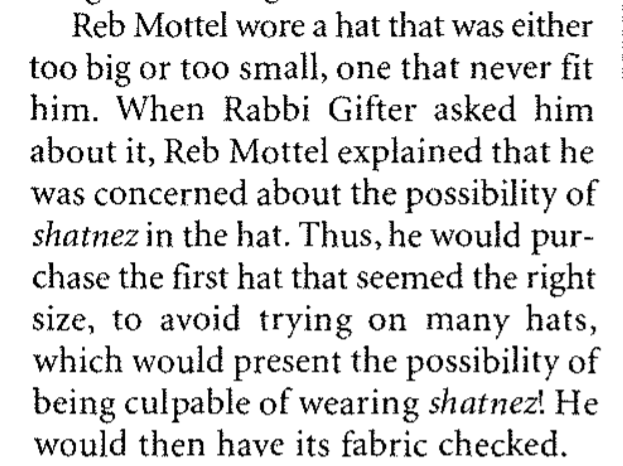 Reb Mottel wore a hat that was either
too big or too small, one that never fit
him. When Rabbi Gifter asked him
about it, Reb Mottel explained that he
was concerned about the possibility of
shatnez in the hat. Thus, he would pur-
chase the first hat that seemed the right
size, to avoid trying on many hats,
which would present the possibility of
being culpable of wearing shatnez! He
would then have its fabric checked.